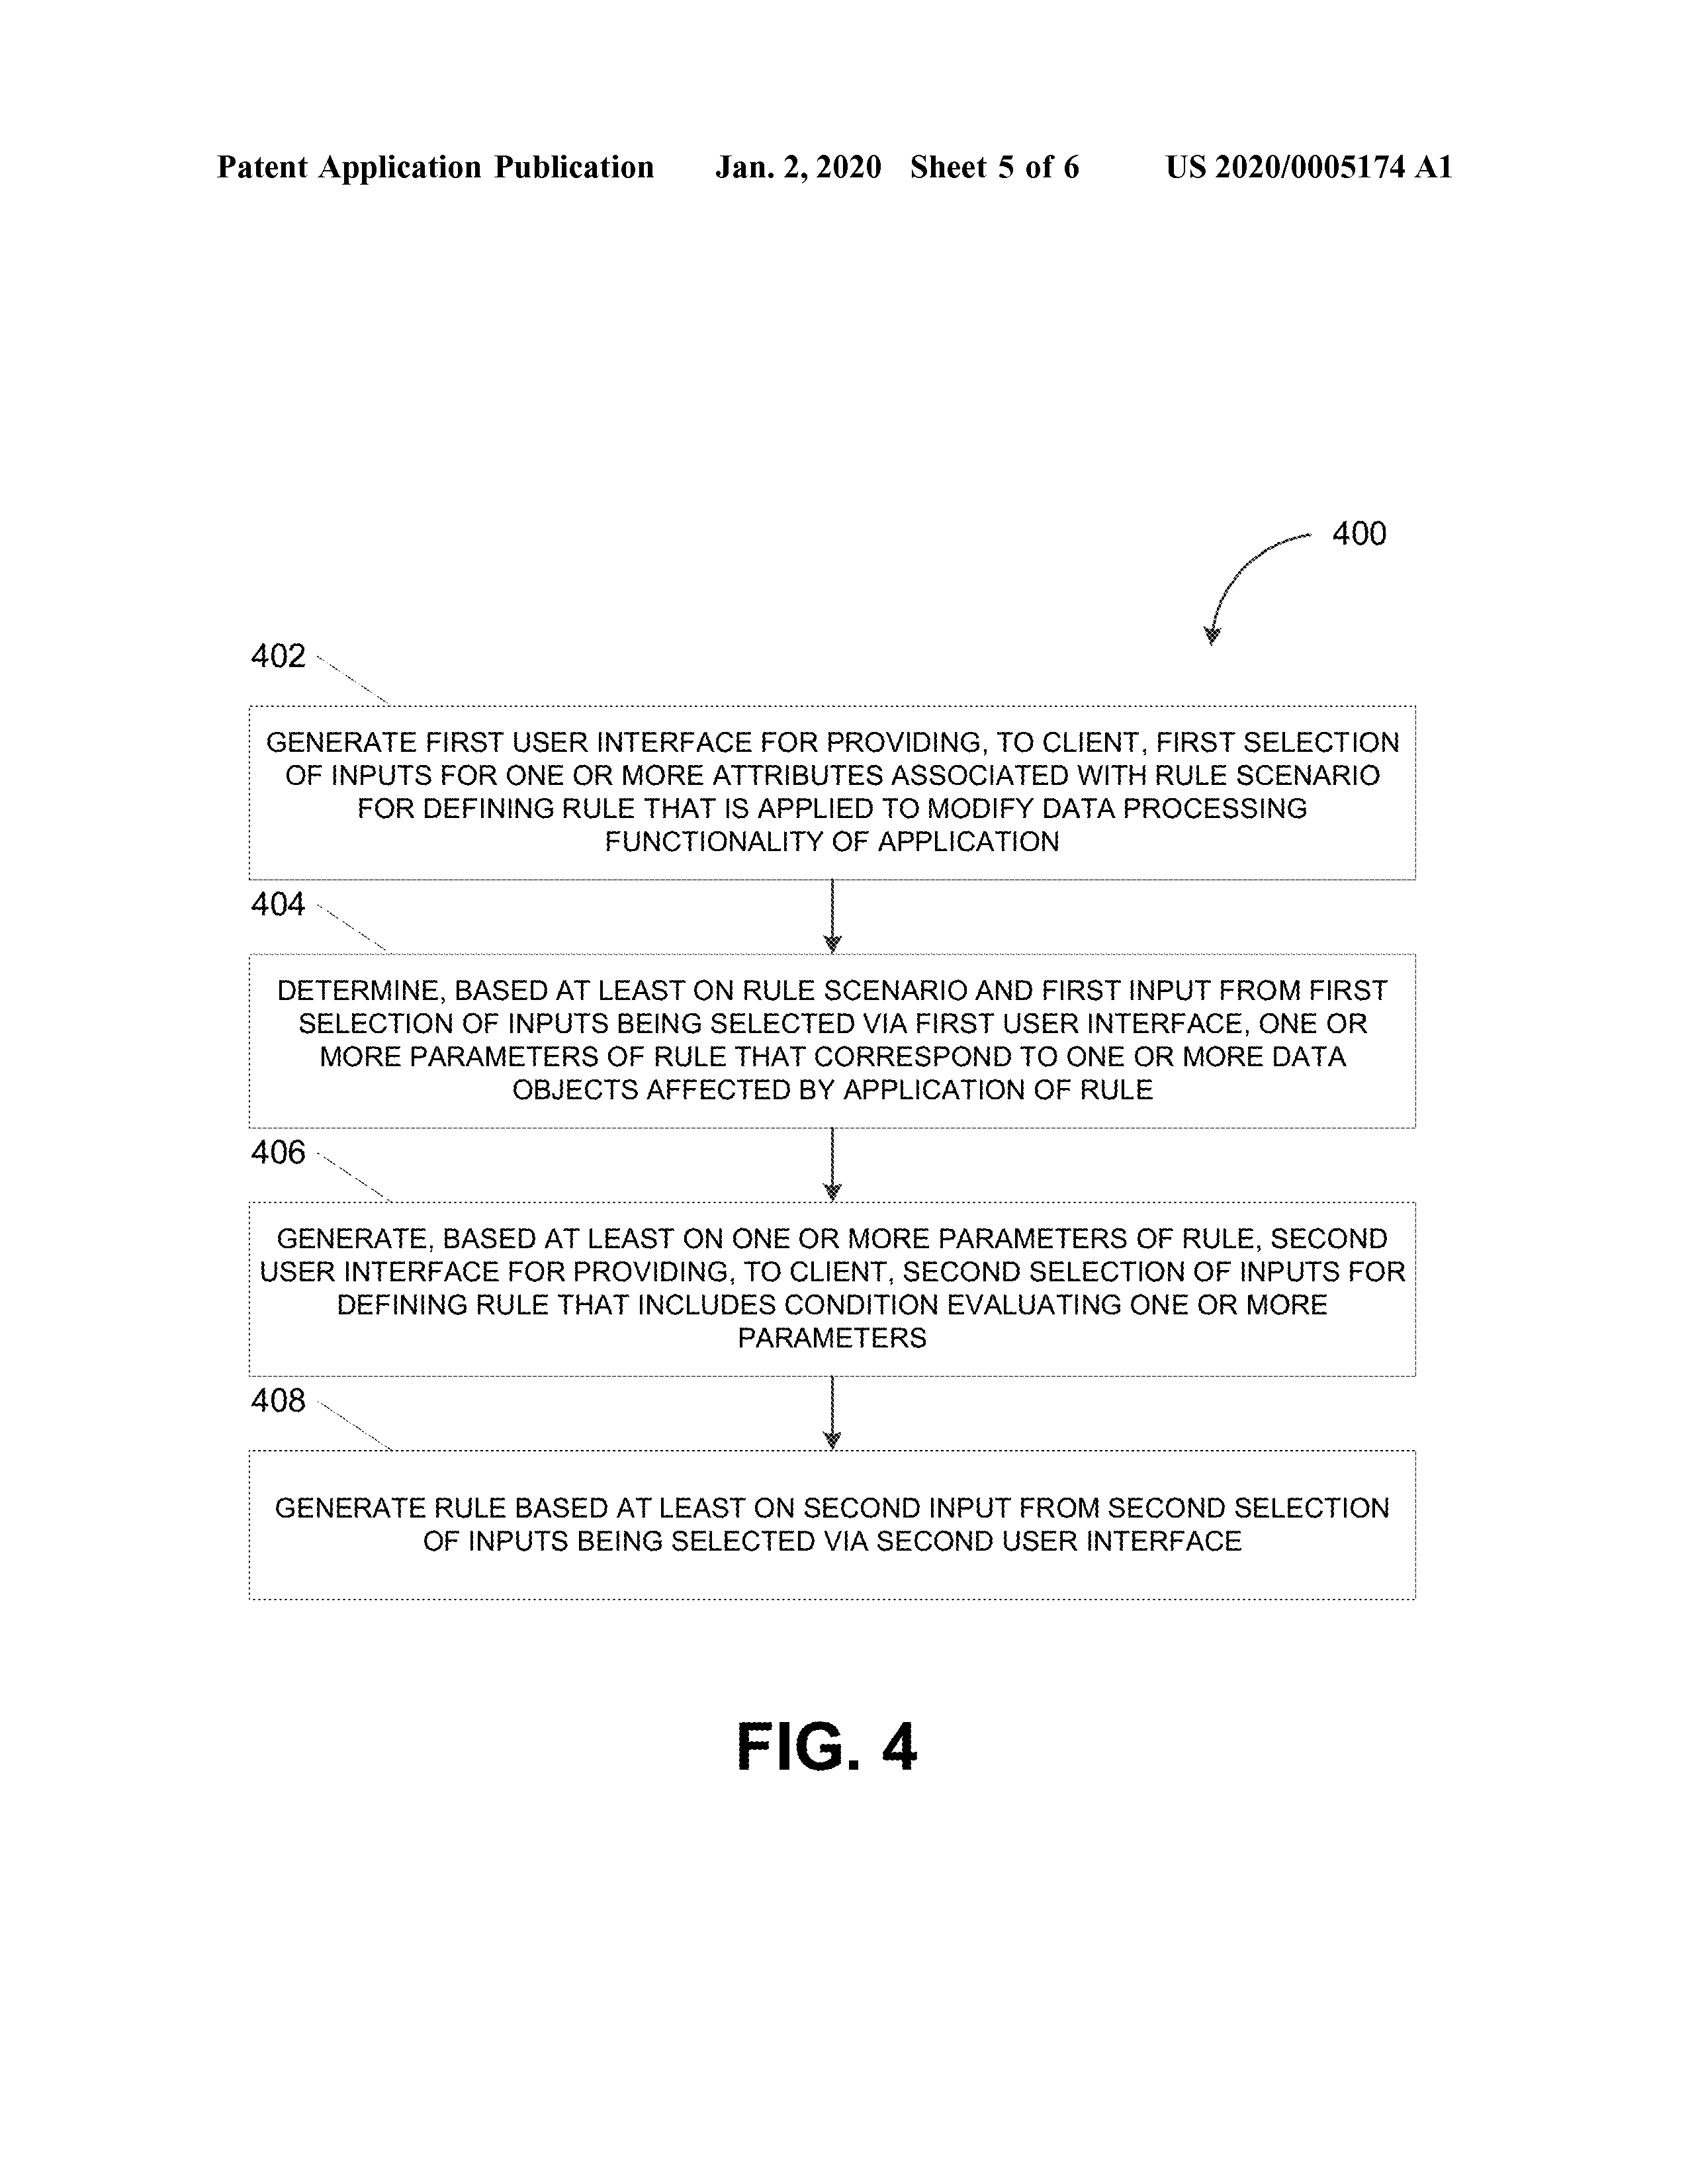 Patent Application Publication Jan. 2, 2020 Sheet 5 of 6 US 2020/0005174 A1
400
402
GENERATE FIRST USER INTERFACE FOR PROVIDING, TO CLIENT, FIRST SELECTION
OF INPUTS FOR ONE OR MORE ATTRIBUTES ASSOCIATED WITH RULE SCENARIO
FOR DEFINING RULE THAT IS APPLIED TO MODIFY DATA PROCESSING
FUNCTIONALITY OF APPLICATION
404
DETERMINE, BASED AT LEAST ON RULE SCENARIO AND FIRST INPUT FROM FIRST
SELECTION OF INPUTS BEING SELECTED VIA FIRST USER INTERFACE, ONE OR
MORE PARAMETERS OF RULE THAT CORRESPOND TO ONE OR MORE DATA
OBJECTS AFFECTED BY APPLICATION OF RULE
406
GENERATE, BASED AT LEAST ON ONE OR MORE PARAMETERS OF RULE, SECOND
USER INTERFACE FOR PROVIDING, TO CLIENT, SECOND SELECTION OF INPUTS FOR
DEFINING RULE THAT INCLUDES CONDITION EVALUATING ONE OR MORE
PARAMETERS
408
GENERATE RULE BASED AT LEAST ON SECOND INPUT FROM SECOND SELECTION
OF INPUTS BEING SELECTED VIA SECOND USER INTERFACE
FIG. 4